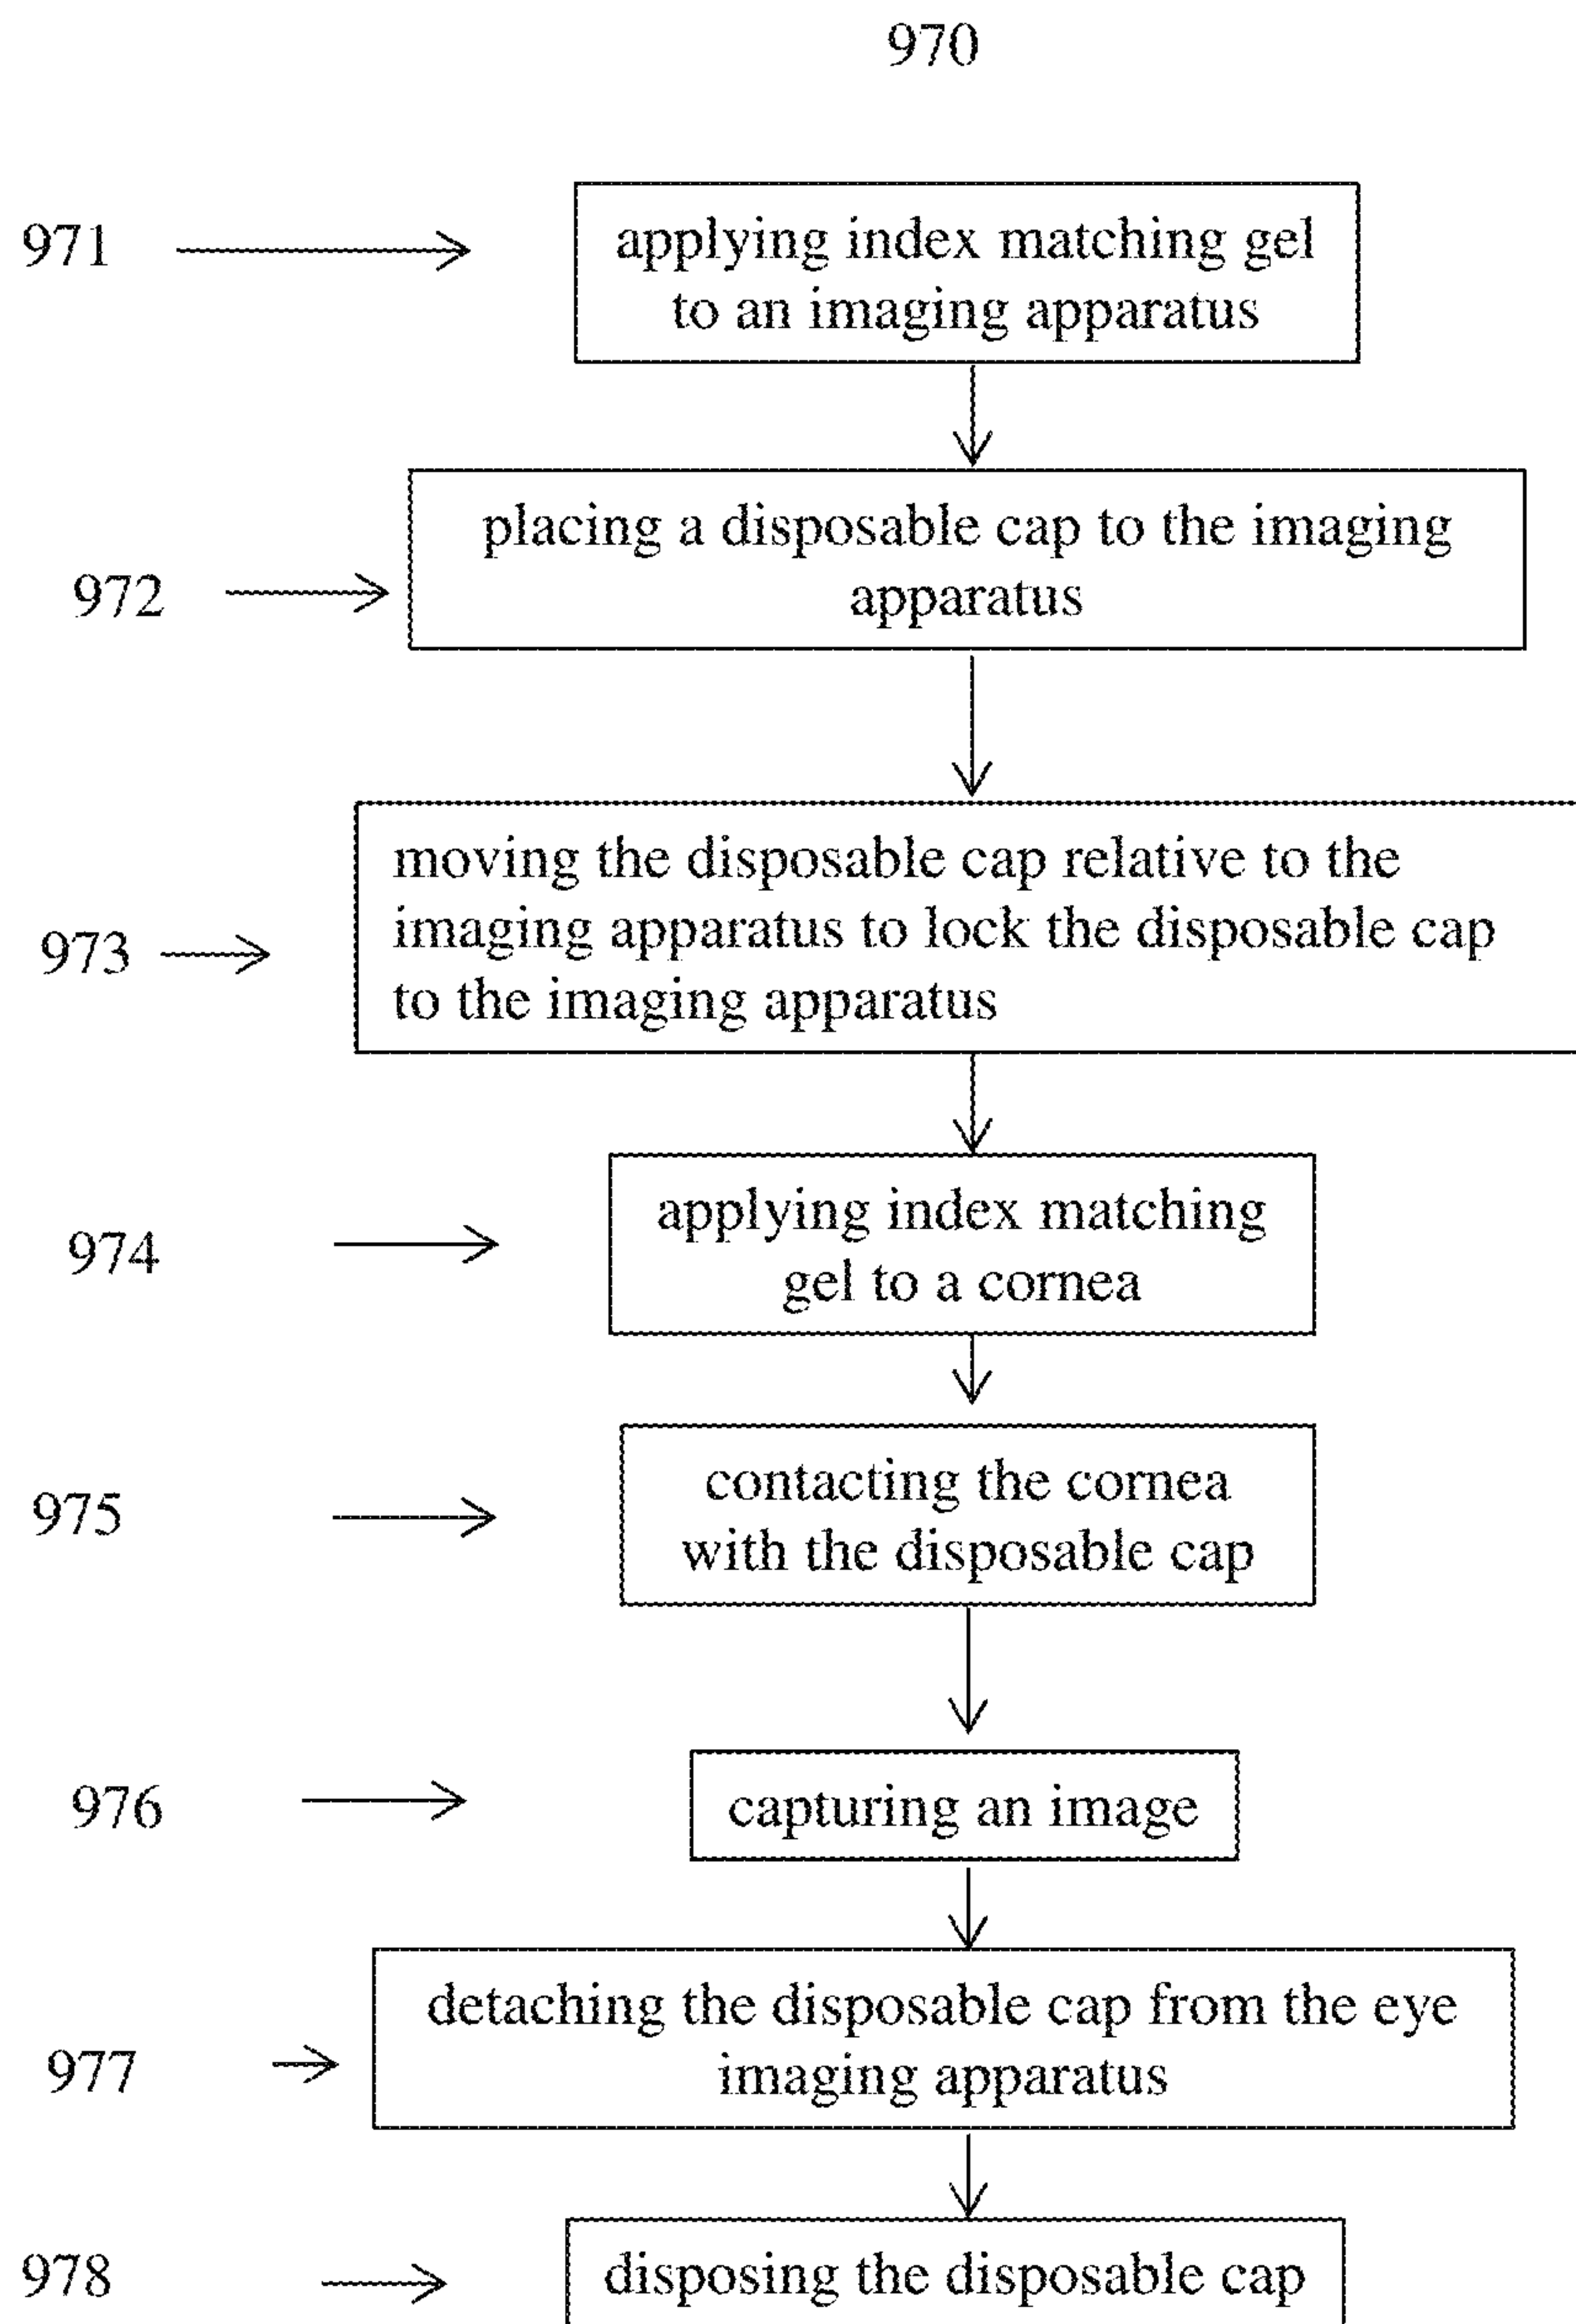 970
971
applying index matching gel
to an imaging apparatus
972
placing a disposable cap to the imaging
apparatus
973
moving the disposable cap relative to the
imaging apparatus to lock the disposable cap
to the imaging apparatus
974
applying index matching
gel to a cornea
975
contacting the cornea
with the disposable cap
976
capturing an image
977
detaching the disposable cap from the eye
imaging apparatus
978
disposing the disposable cap